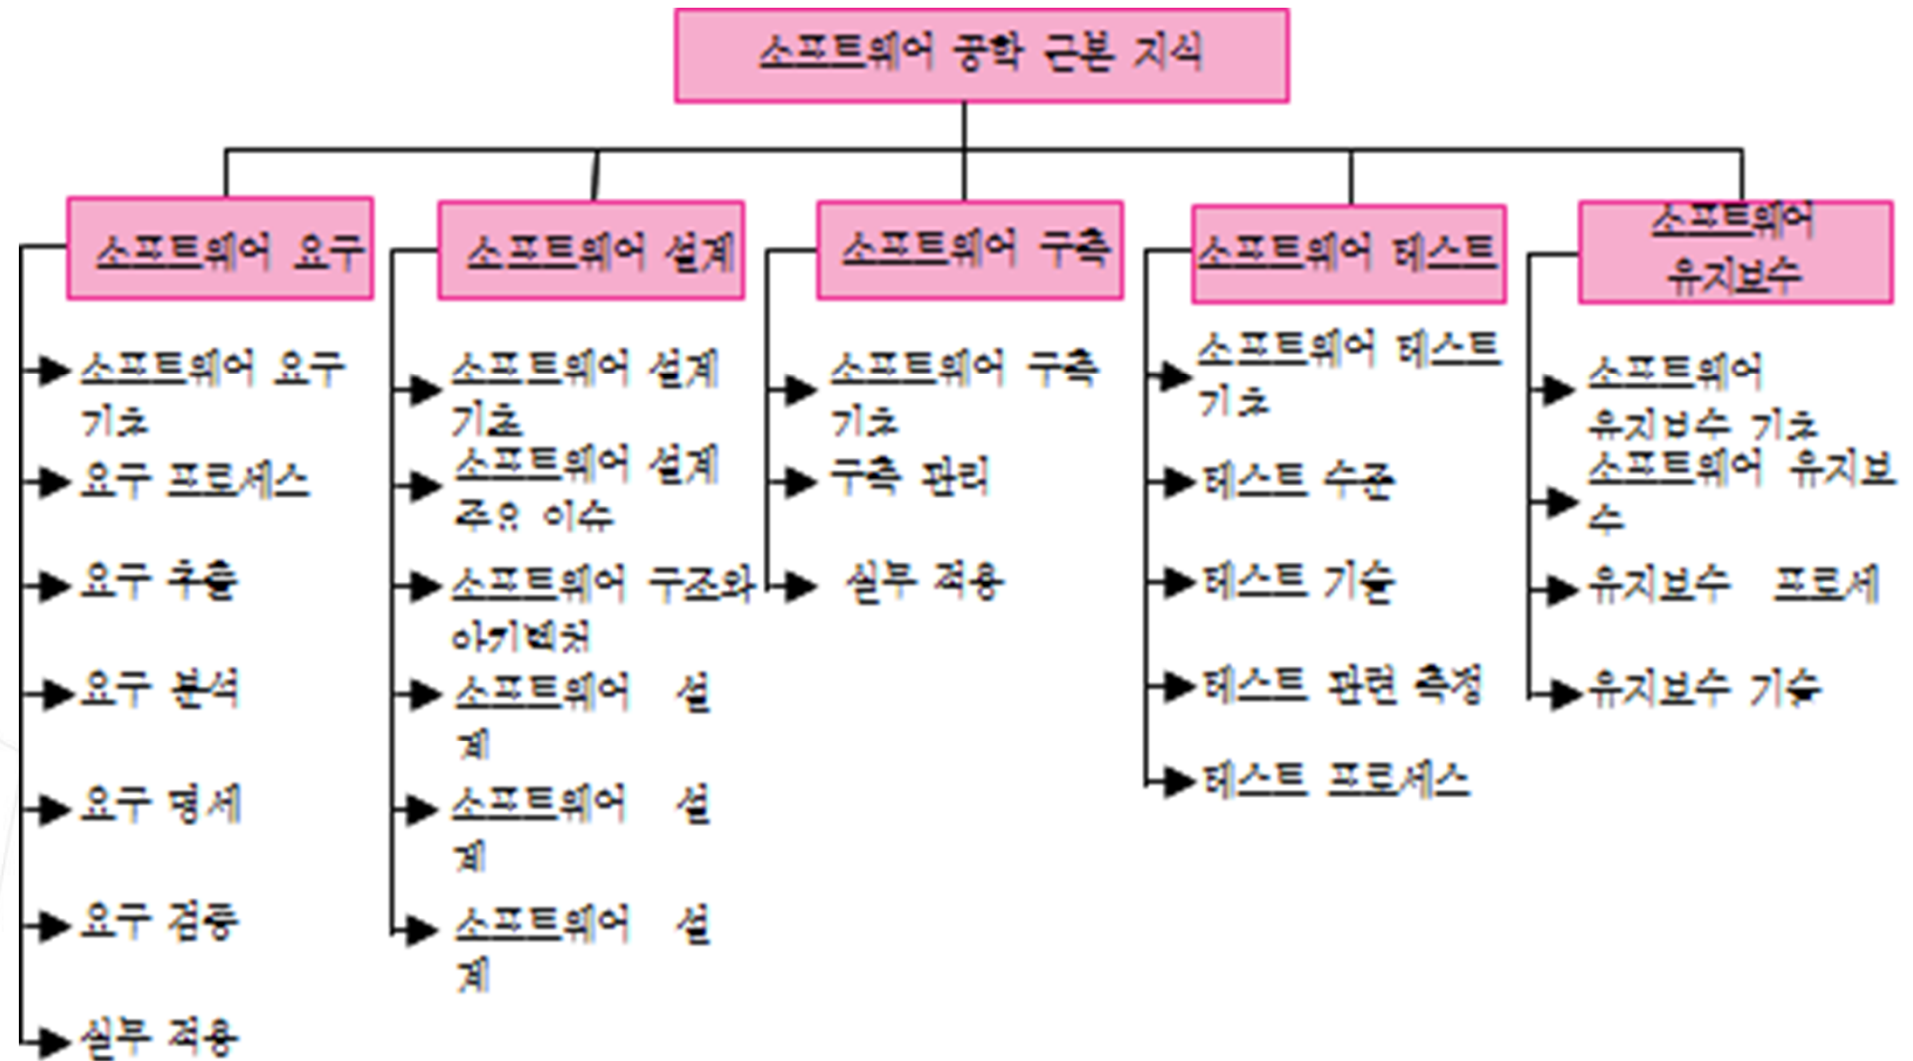 소프트웨어 공학 근본 지식
소프트웨어 요구
소프트웨어 요구
기초
요구 프로세스
요구 추출
요구 분석
요구 명세
요구 검증
실무 적용
소프트웨어 설계
소프트웨어 설계
기초
소프트웨어 설계
주요 이슈
소프트웨어 구조와
아키텍처
소프트웨어 설
계
소프트웨어 설
계
소프트웨어 설
계
소프트웨어 구축
소프트웨어 구축
기초
구축 관리
실무 적용
소프트웨어 테스트
소프트웨어 테스트
기초
테스트 수준
테스트 기술
테스트 관련 측정
테스트 프로세스
소프트웨어
유지보수
소프트웨어
유지보수 기초
소프트웨어 유지보
수
유지보수 프로세
유지보수 기술